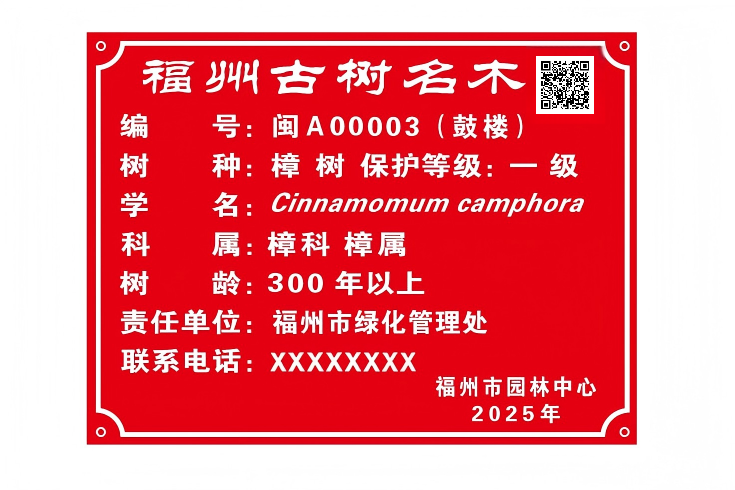 福州古树名木
编 号：闽A00003（鼓楼）
树 种：樟 树 保护等级：一 级
学 名：Cinnamomum camphora
科 属：樟科 樟属
树 龄：300 年以上
责任单位：福州市绿化管理处
联系电话：XXXXXXXX
福州市园林中心
2025年